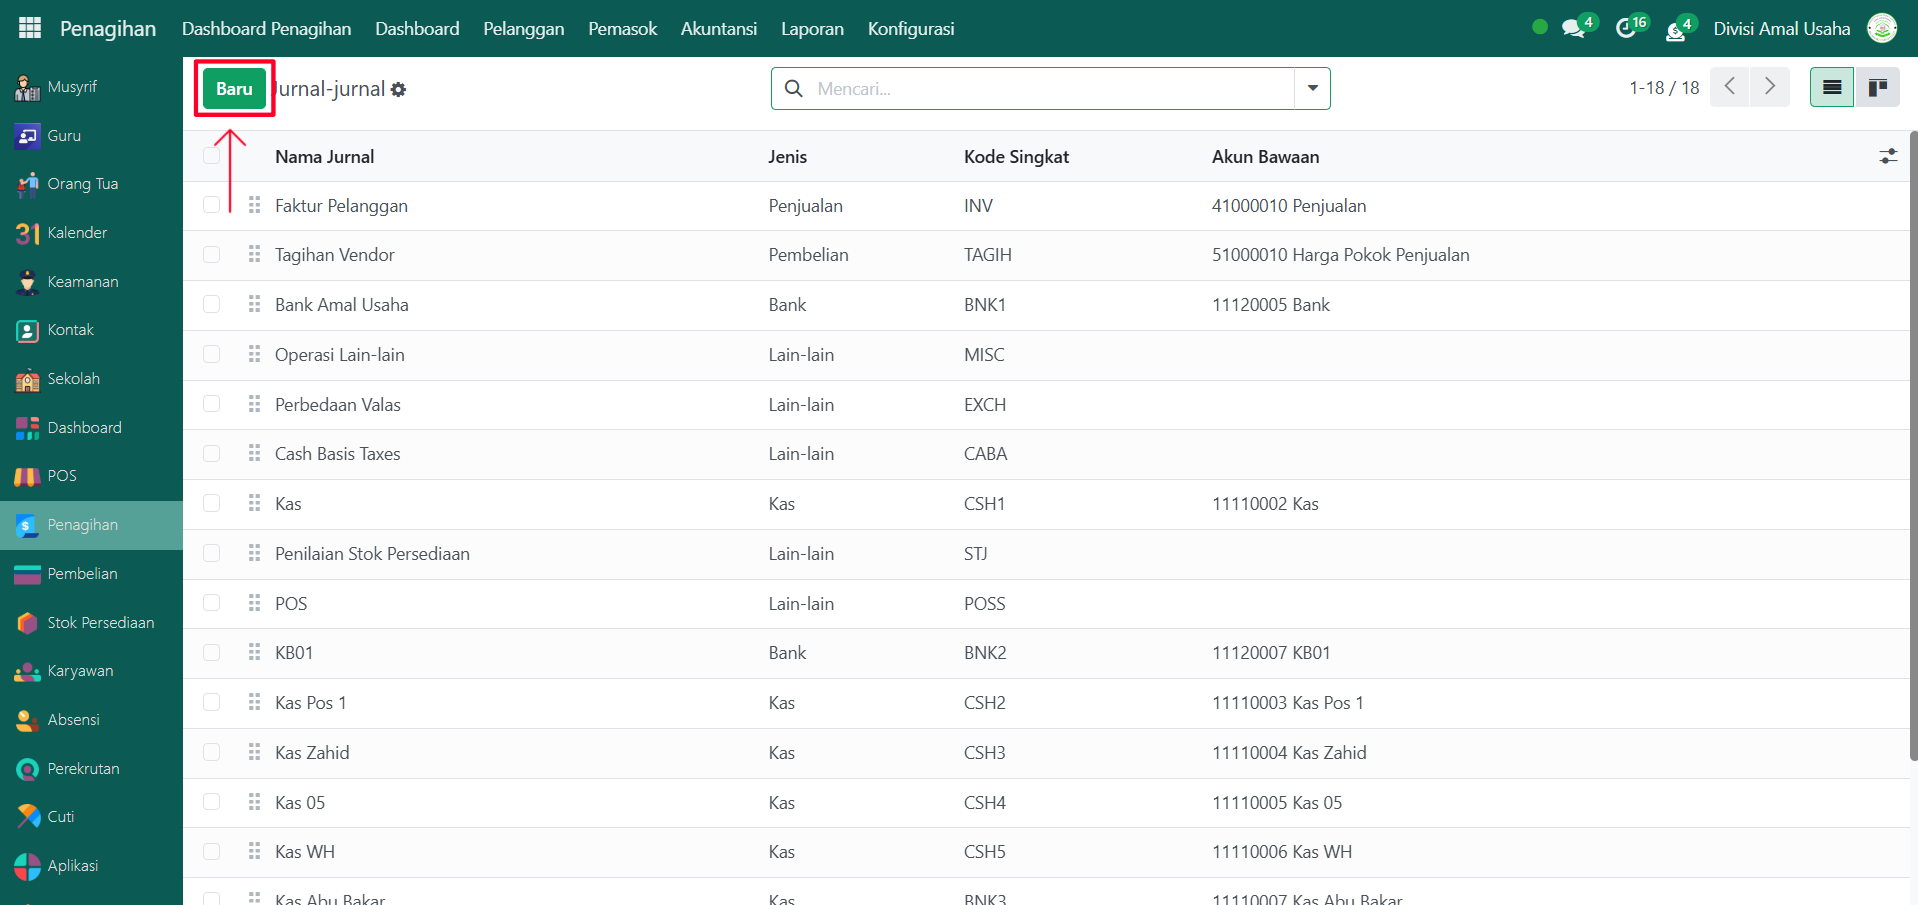 Penagihan Dashboard Penagihan Dashboard Pelanggan Pemasok Akuntansi Laporan Konfigurasi 4 16 4 Divisi Amal Usaha
Musyrif
Guru
Orang Tua
31 Kalender
Keamanan
Kontak
Sekolah
Dashboard
POS
Penagihan
Pembelian
Stok Persediaan
Karyawan
Absensi
Perekrutan
Cuti
Aplikasi
Baru Jurnal-jurnal Mencari... 1-18 / 18
Nama Jurnal Jenis Kode Singkat Akun Bawaan
Faktur Pelanggan Penjualan INV 41000010 Penjualan
Tagihan Vendor Pembelian TAGIH 51000010 Harga Pokok Penjualan
Bank Amal Usaha Bank BNK1 11120005 Bank
Operasi Lain-lain Lain-lain MISC
Perbedaan Valas Lain-lain EXCH
Cash Basis Taxes Lain-lain CABA
Kas Kas CSH1 11110002 Kas
Penilaian Stok Persediaan Lain-lain STJ
POS Lain-lain POSS
KB01 Bank BNK2 11120007 KB01
Kas Pos 1 Kas CSH2 11110003 Kas Pos 1
Kas Zahid Kas CSH3 11110004 Kas Zahid
Kas 05 Kas CSH4 11110005 Kas 05
Kas WH Kas CSH5 11110006 Kas WH
Kas Abu Bakar Kas BNK3 11110007 Kas Abu Bakar